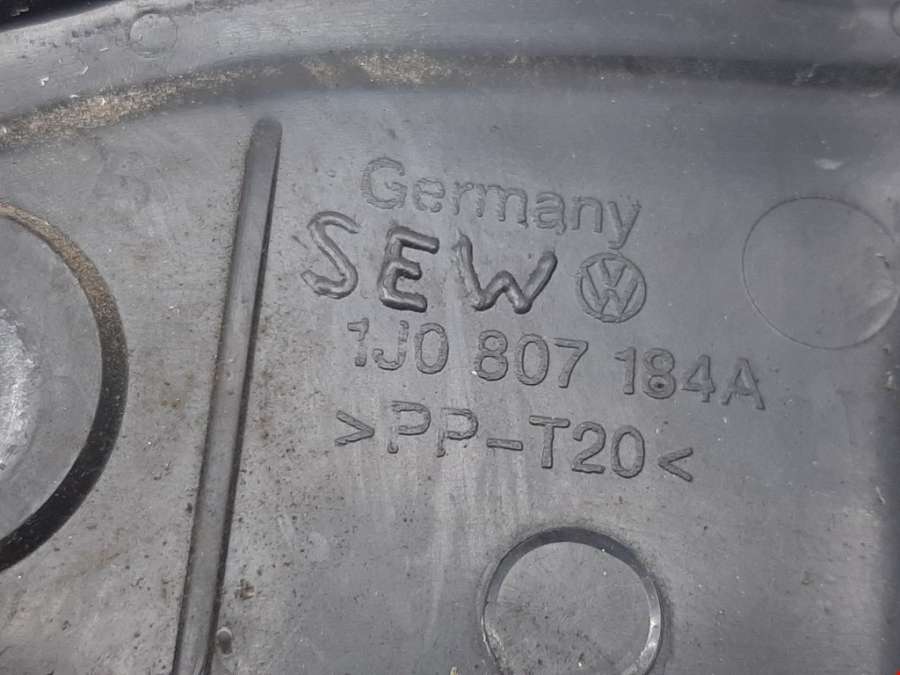 Germany
SEW
1J0 807 184A
>PP-T20<